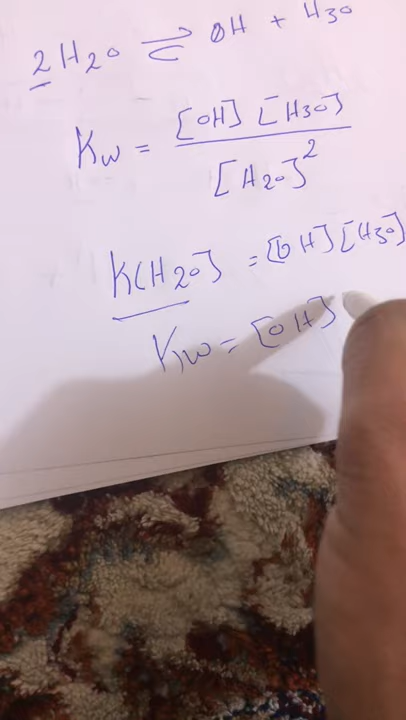 2H2O ⇌ OH + H3O
Kw = [OH] [H3O] / [H2O]²
K[H2O] = [OH] [H3O]
Kw = [OH]